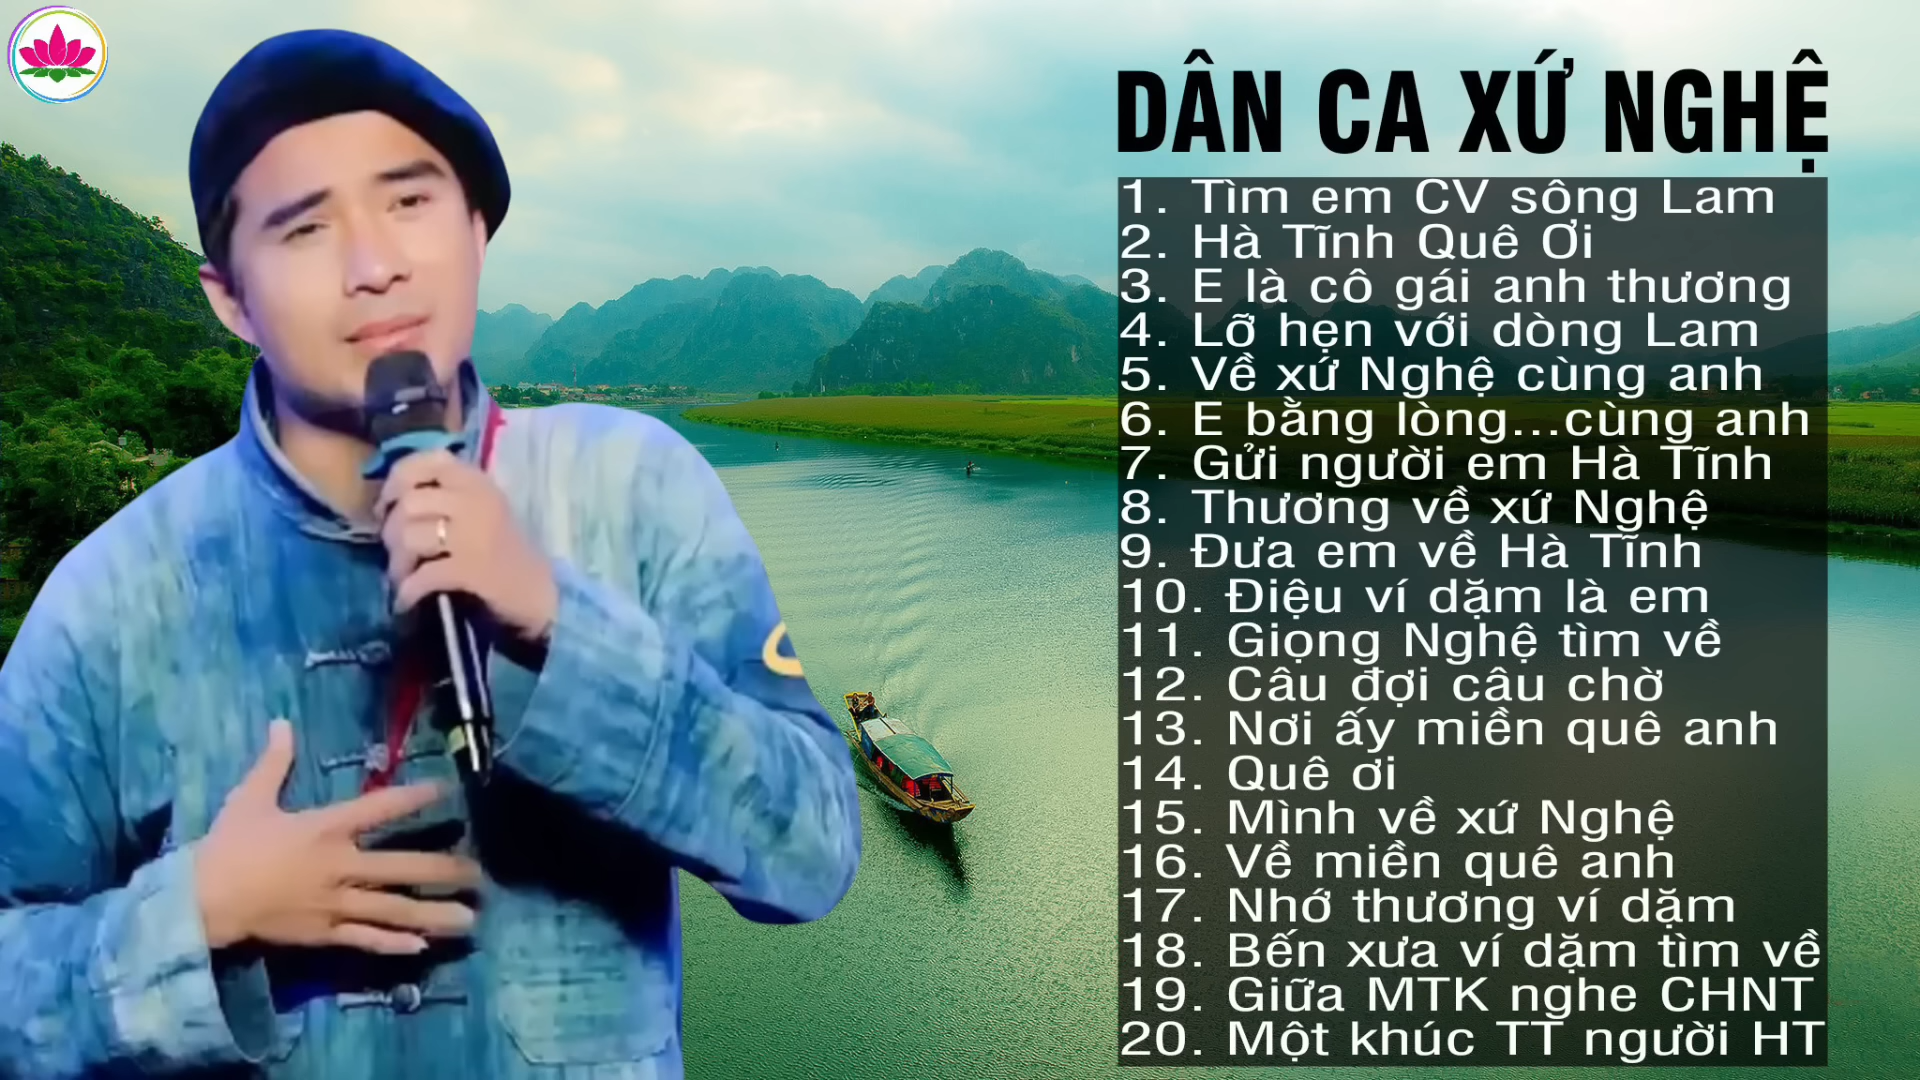 DÂN CA XỨ NGHỆ
1. Tìm em CV sông Lam
2. Hà Tĩnh Quê Ơi
3. E là cô gái anh thương
4. Lỡ hẹn với dòng Lam
5. Về xứ Nghệ cùng anh
6. E bằng lòng...cùng anh
7. Gửi người em Hà Tĩnh
8. Thương về xứ Nghệ
9. Đưa em về Hà Tĩnh
10. Điệu ví dặm là em
11. Giọng Nghệ tìm về
12. Câu đợi câu chờ
13. Nơi ấy miền quê anh
14. Quê ơi
15. Mình về xứ Nghệ
16. Về miền quê anh
17. Nhớ thương ví dặm
18. Bến xưa ví dặm tìm về
19. Giữa MTK nghe CHNT
20. Một khúc TT người HT